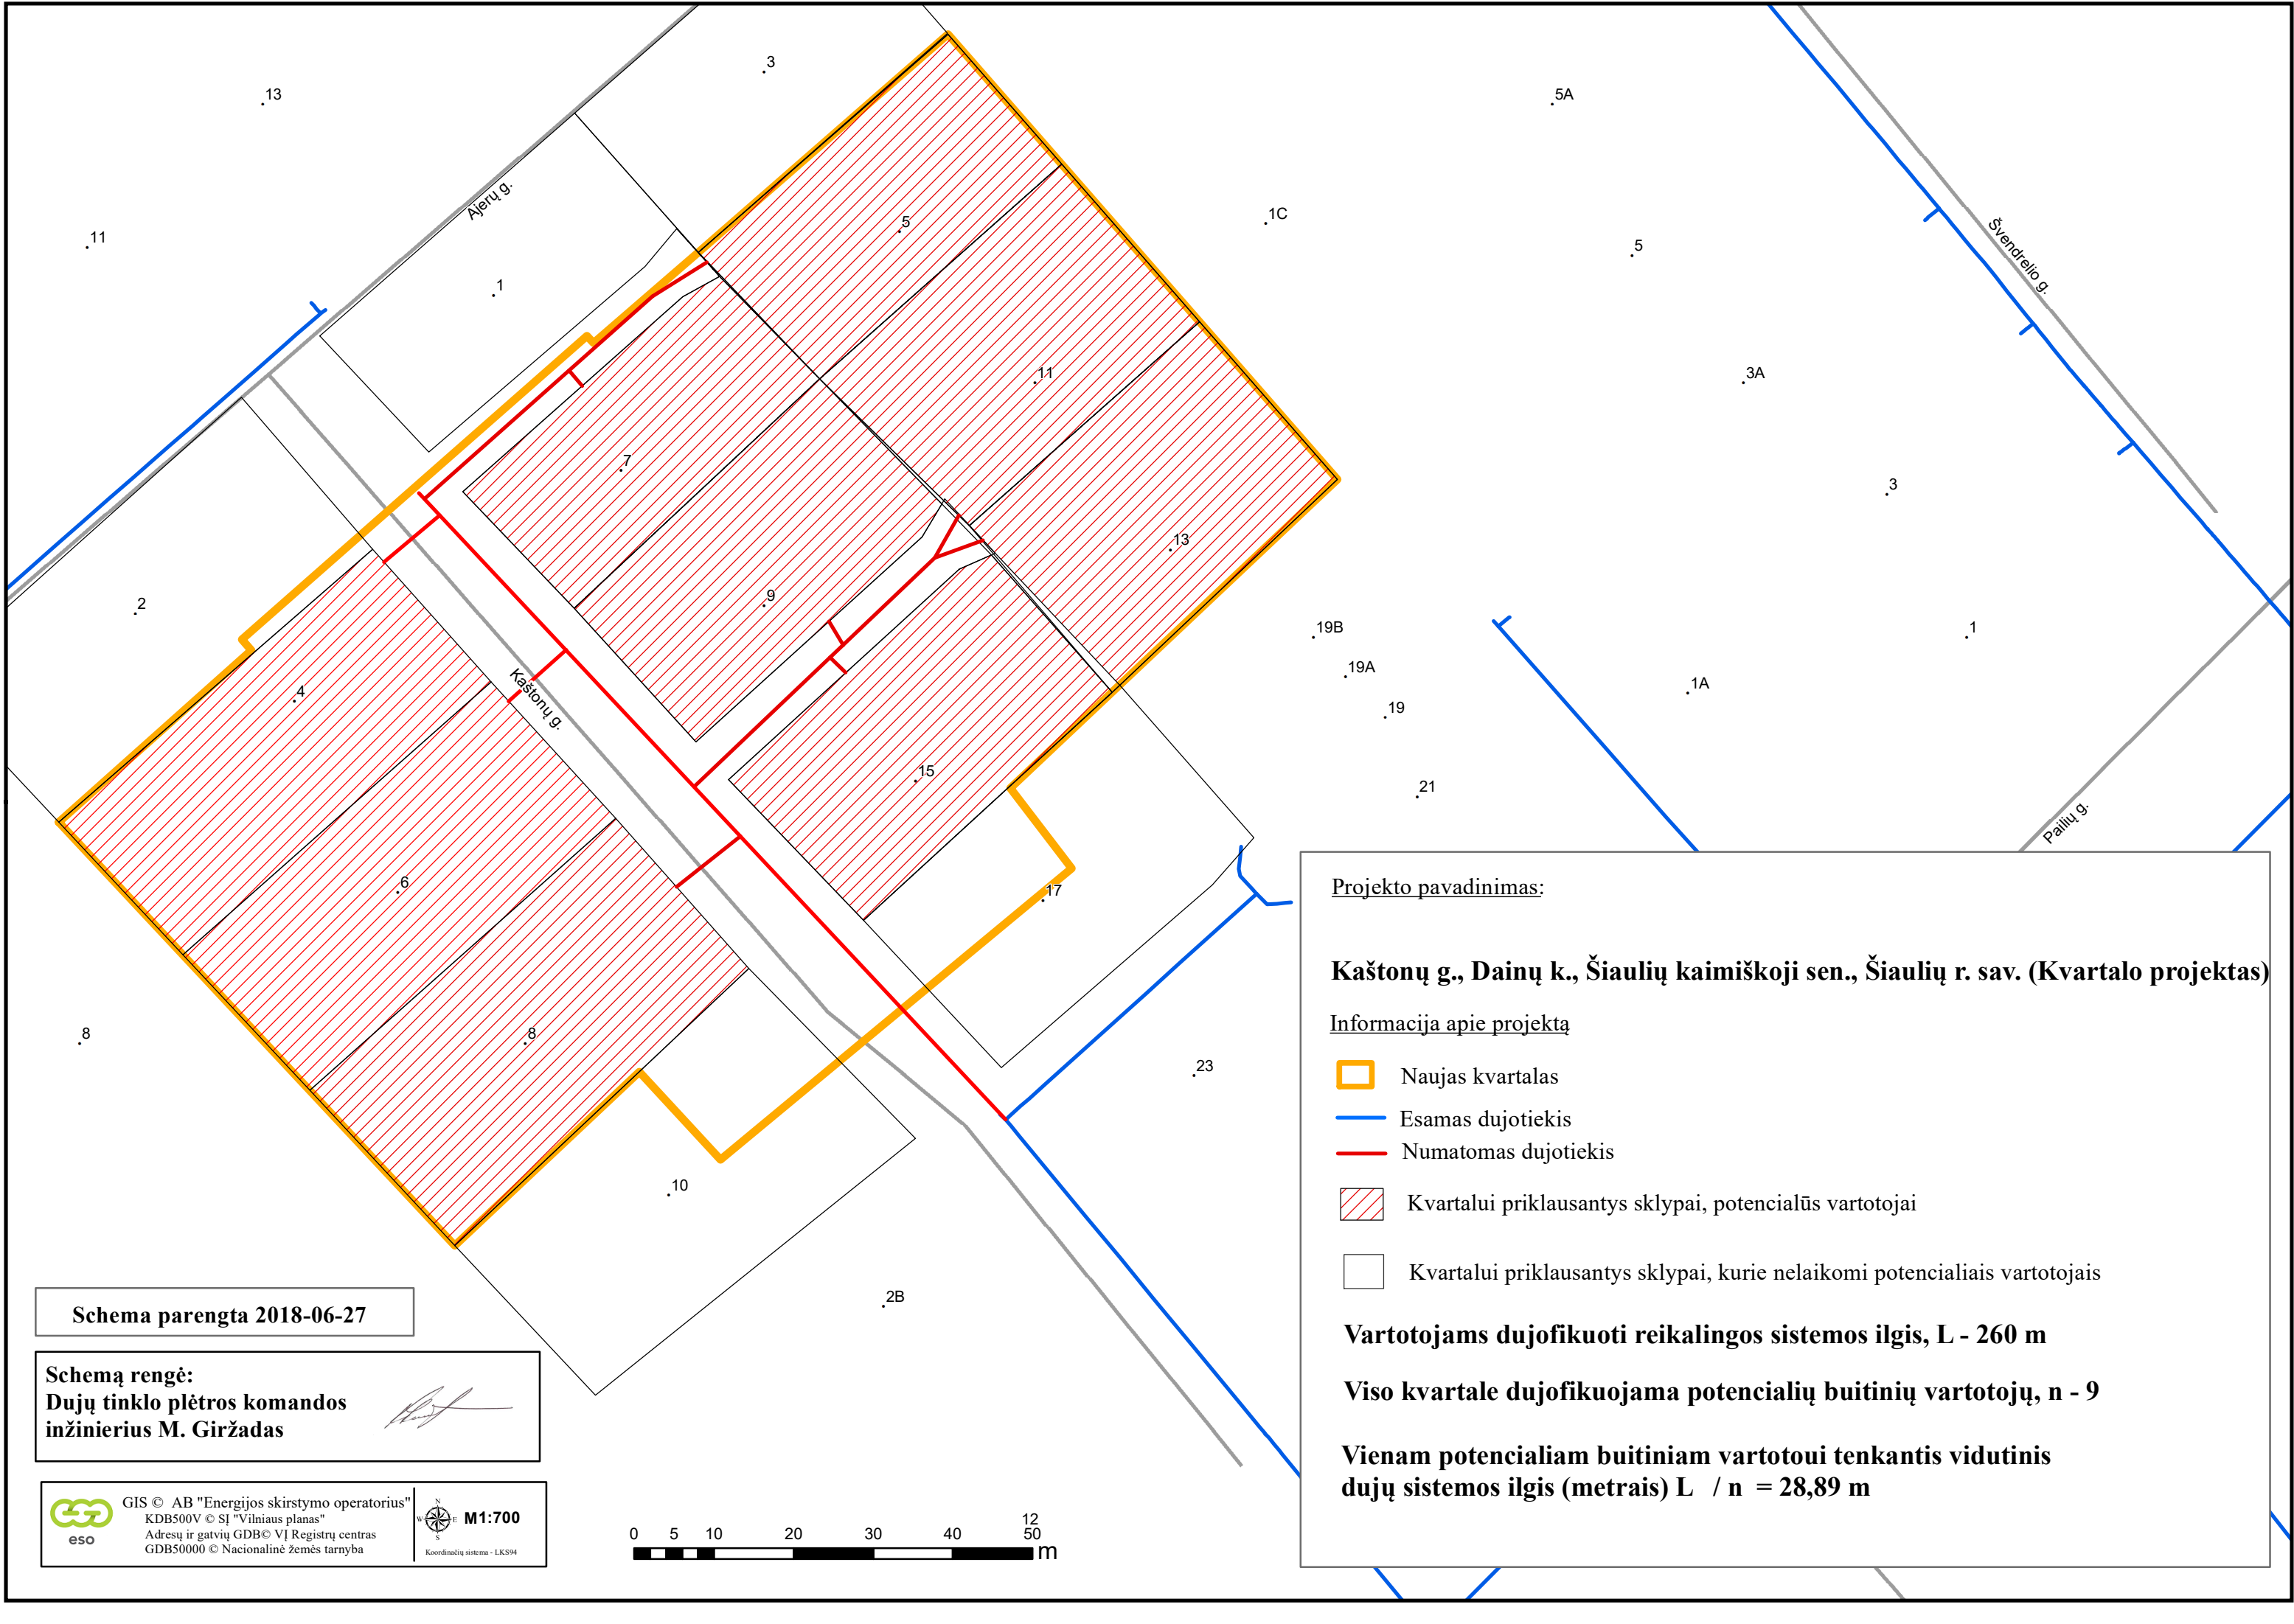 13
3
5A
11
Ajerų g.
5
1C
5
Švendrelio g.
1
11
3A
7
3
13
9
2
19B
1
19A
1A
4
Kaštonų g.
19
15
21
Pailių g.
6
17
8
8
23
10
2B
Projekto pavadinimas:
Kaštonų g., Dainų k., Šiaulių kaimiškoji sen., Šiaulių r. sav. (Kvartalo projektas)
Informacija apie projektą
Naujas kvartalas
Esamas dujotiekis
Numatomas dujotiekis
Kvartalui priklausantys sklypai, potencialūs vartotojai
Kvartalui priklausantys sklypai, kurie nelaikomi potencialiais vartotojais
Vartotojams dujofikuoti reikalingos sistemos ilgis, L - 260 m
Viso kvartale dujofikuojama potencialių buitinių vartotojų, n - 9
Vienam potencialiam buitiniam vartotoui tenkantis vidutinis
dujų sistemos ilgis (metrais) L / n = 28,89 m
Schema parengta 2018-06-27
Schemą rengė:
Dujų tinklo plėtros komandos
inžinierius M. Giržadas
eso
GIS © AB "Energijos skirstymo operatorius"
KDB500V © SĮ "Vilniaus planas"
Adresų ir gatvių GDB© VĮ Registrų centras
GDB50000 © Nacionalinė žemės tarnyba
N
W E
S
M1:700
Koordinačių sistema - LKS94
12
0 5 10 20 30 40 50
m